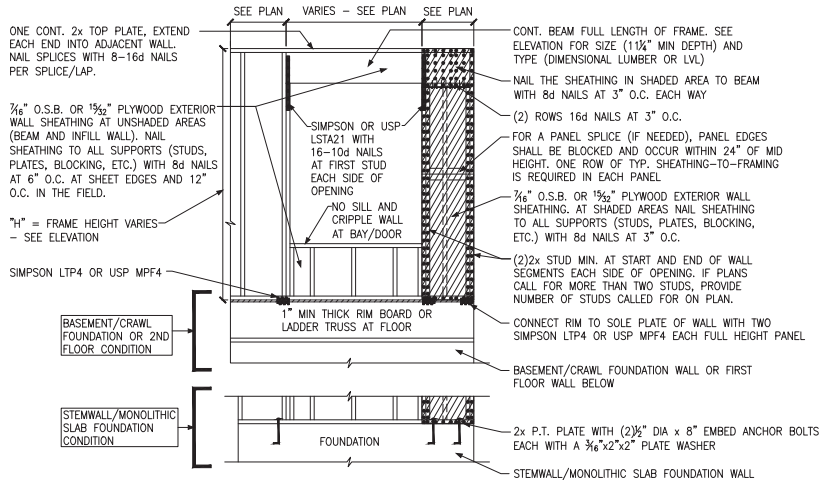 SEE PLAN
VARIES - SEE PLAN
SEE PLAN
ONE CONT. 2x TOP PLATE, EXTEND
EACH END INTO ADJACENT WALL.
NAIL SPLICES WITH 8-16d NAILS
PER SPLICE/LAP.
7/16" O.S.B. OR 15/32" PLYWOOD EXTERIOR
WALL SHEATHING AT UNSHADED AREAS
(BEAM AND INFILL WALL). NAIL
SHEATHING TO ALL SUPPORTS (STUDS,
PLATES, BLOCKING, ETC.) WITH 8d NAILS
AT 6" O.C. AT SHEET EDGES AND 12"
O.C. IN THE FIELD.
"H" = FRAME HEIGHT VARIES
- SEE ELEVATION
SIMPSON LTP4 OR USP MPF4
BASEMENT/CRAWL
FOUNDATION OR 2ND
FLOOR CONDITION
STEMWALL/MONOLITHIC
SLAB FOUNDATION
CONDITION
SIMPSON OR USP
LSTA21 WITH
16-10d NAILS
AT FIRST STUD
EACH SIDE OF
OPENING
NO SILL AND
CRIPPLE WALL
AT BAY/DOOR
1" MIN THICK RIM BOARD OR
LADDER TRUSS AT FLOOR
FOUNDATION
CONT. BEAM FULL LENGTH OF FRAME. SEE
ELEVATION FOR SIZE (11¼" MIN DEPTH) AND
TYPE (DIMENSIONAL LUMBER OR LVL)
NAIL THE SHEATHING IN SHADED AREA TO BEAM
WITH 8d NAILS AT 3" O.C. EACH WAY
(2) ROWS 16d NAIL AT 3" O.C.
FOR A PANEL SPLICE (IF NEEDED), PANEL EDGES
SHALL BE BLOCKED AND OCCUR WITHIN 24" OF MID
HEIGHT. ONE ROW OF TYP. SHEATHING-TO-FRAMING
IS REQUIRED IN EACH PANEL
7/16" O.S.B. OR 15/32" PLYWOOD EXTERIOR WALL
SHEATHING. AT SHADED AREAS NAIL SHEATHING
TO ALL SUPPORTS (STUDS, PLATES, BLOCKING,
ETC.) WITH 8d NAILS AT 3" O.C.
(2)2x STUD MIN. AT START AND END OF WALL
SEGMENTS EACH SIDE OF OPENING. IF PLANS
CALL FOR MORE THAN TWO STUDS, PROVIDE
NUMBER OF STUDS CALLED FOR ON PLAN.
CONNECT RIM TO SOLE PLATE OF WALL WITH TWO
SIMPSON LTP4 OR USP MPF4 EACH FULL HEIGHT PANEL
BASEMENT/CRAWL FOUNDATION WALL OR FIRST
FLOOR WALL BELOW
2x P.T. PLATE WITH (2)½" DIA x 8" EMBED ANCHOR BOLTS
EACH WITH A 3/16"x2"x2" PLATE WASHER
STEMWALL/MONOLITHIC SLAB FOUNDATION WALL